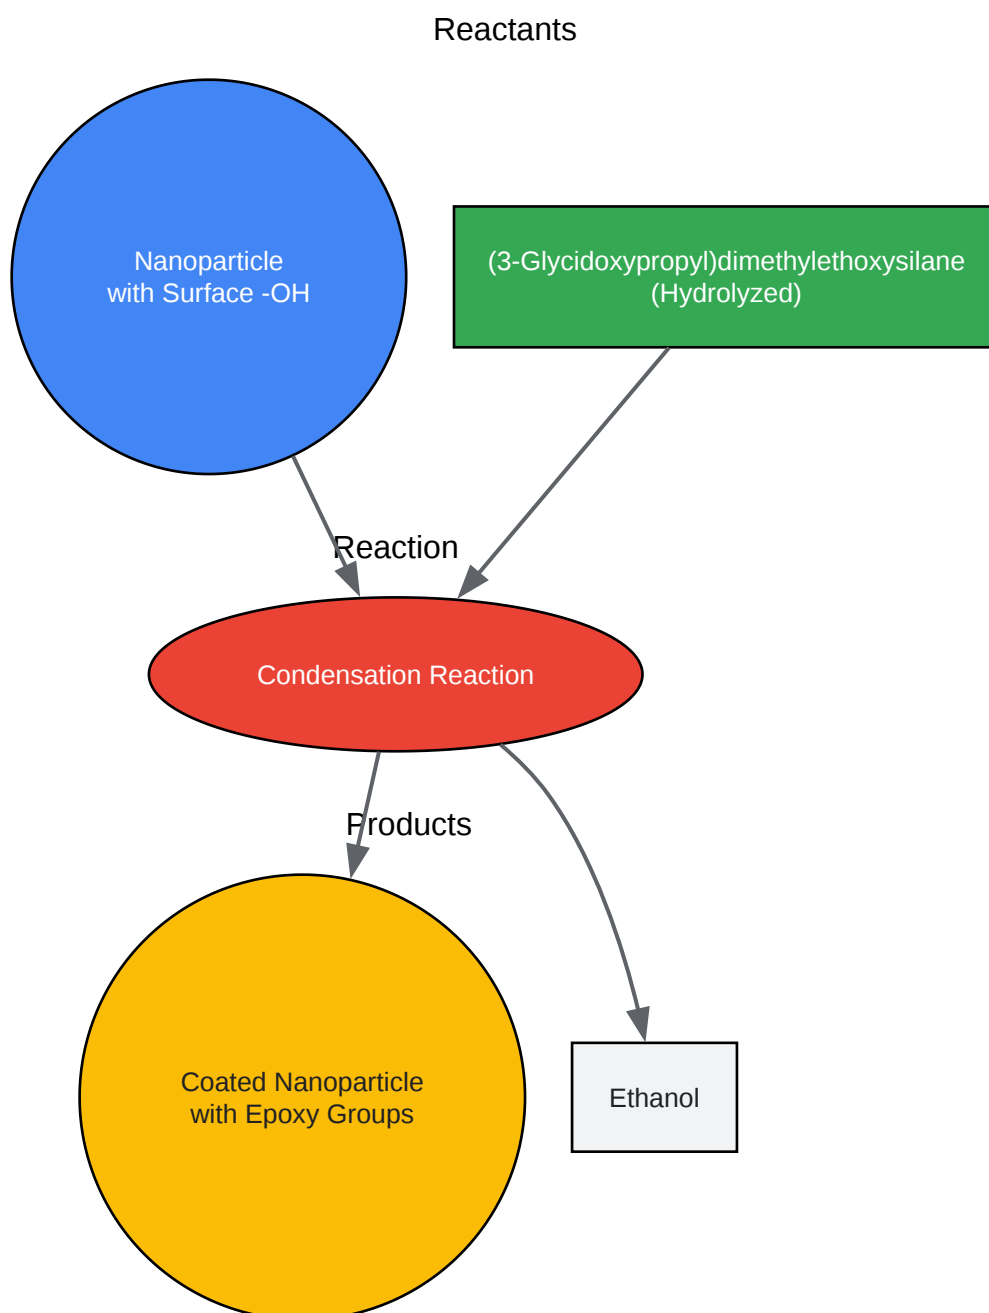 Reactants
Nanoparticle
with Surface -OH
(3-Glycidoxypropyl)dimethylethoxysilane
(Hydrolyzed)
Reaction
Condensation Reaction
Products
Coated Nanoparticle
with Epoxy Groups
Ethanol